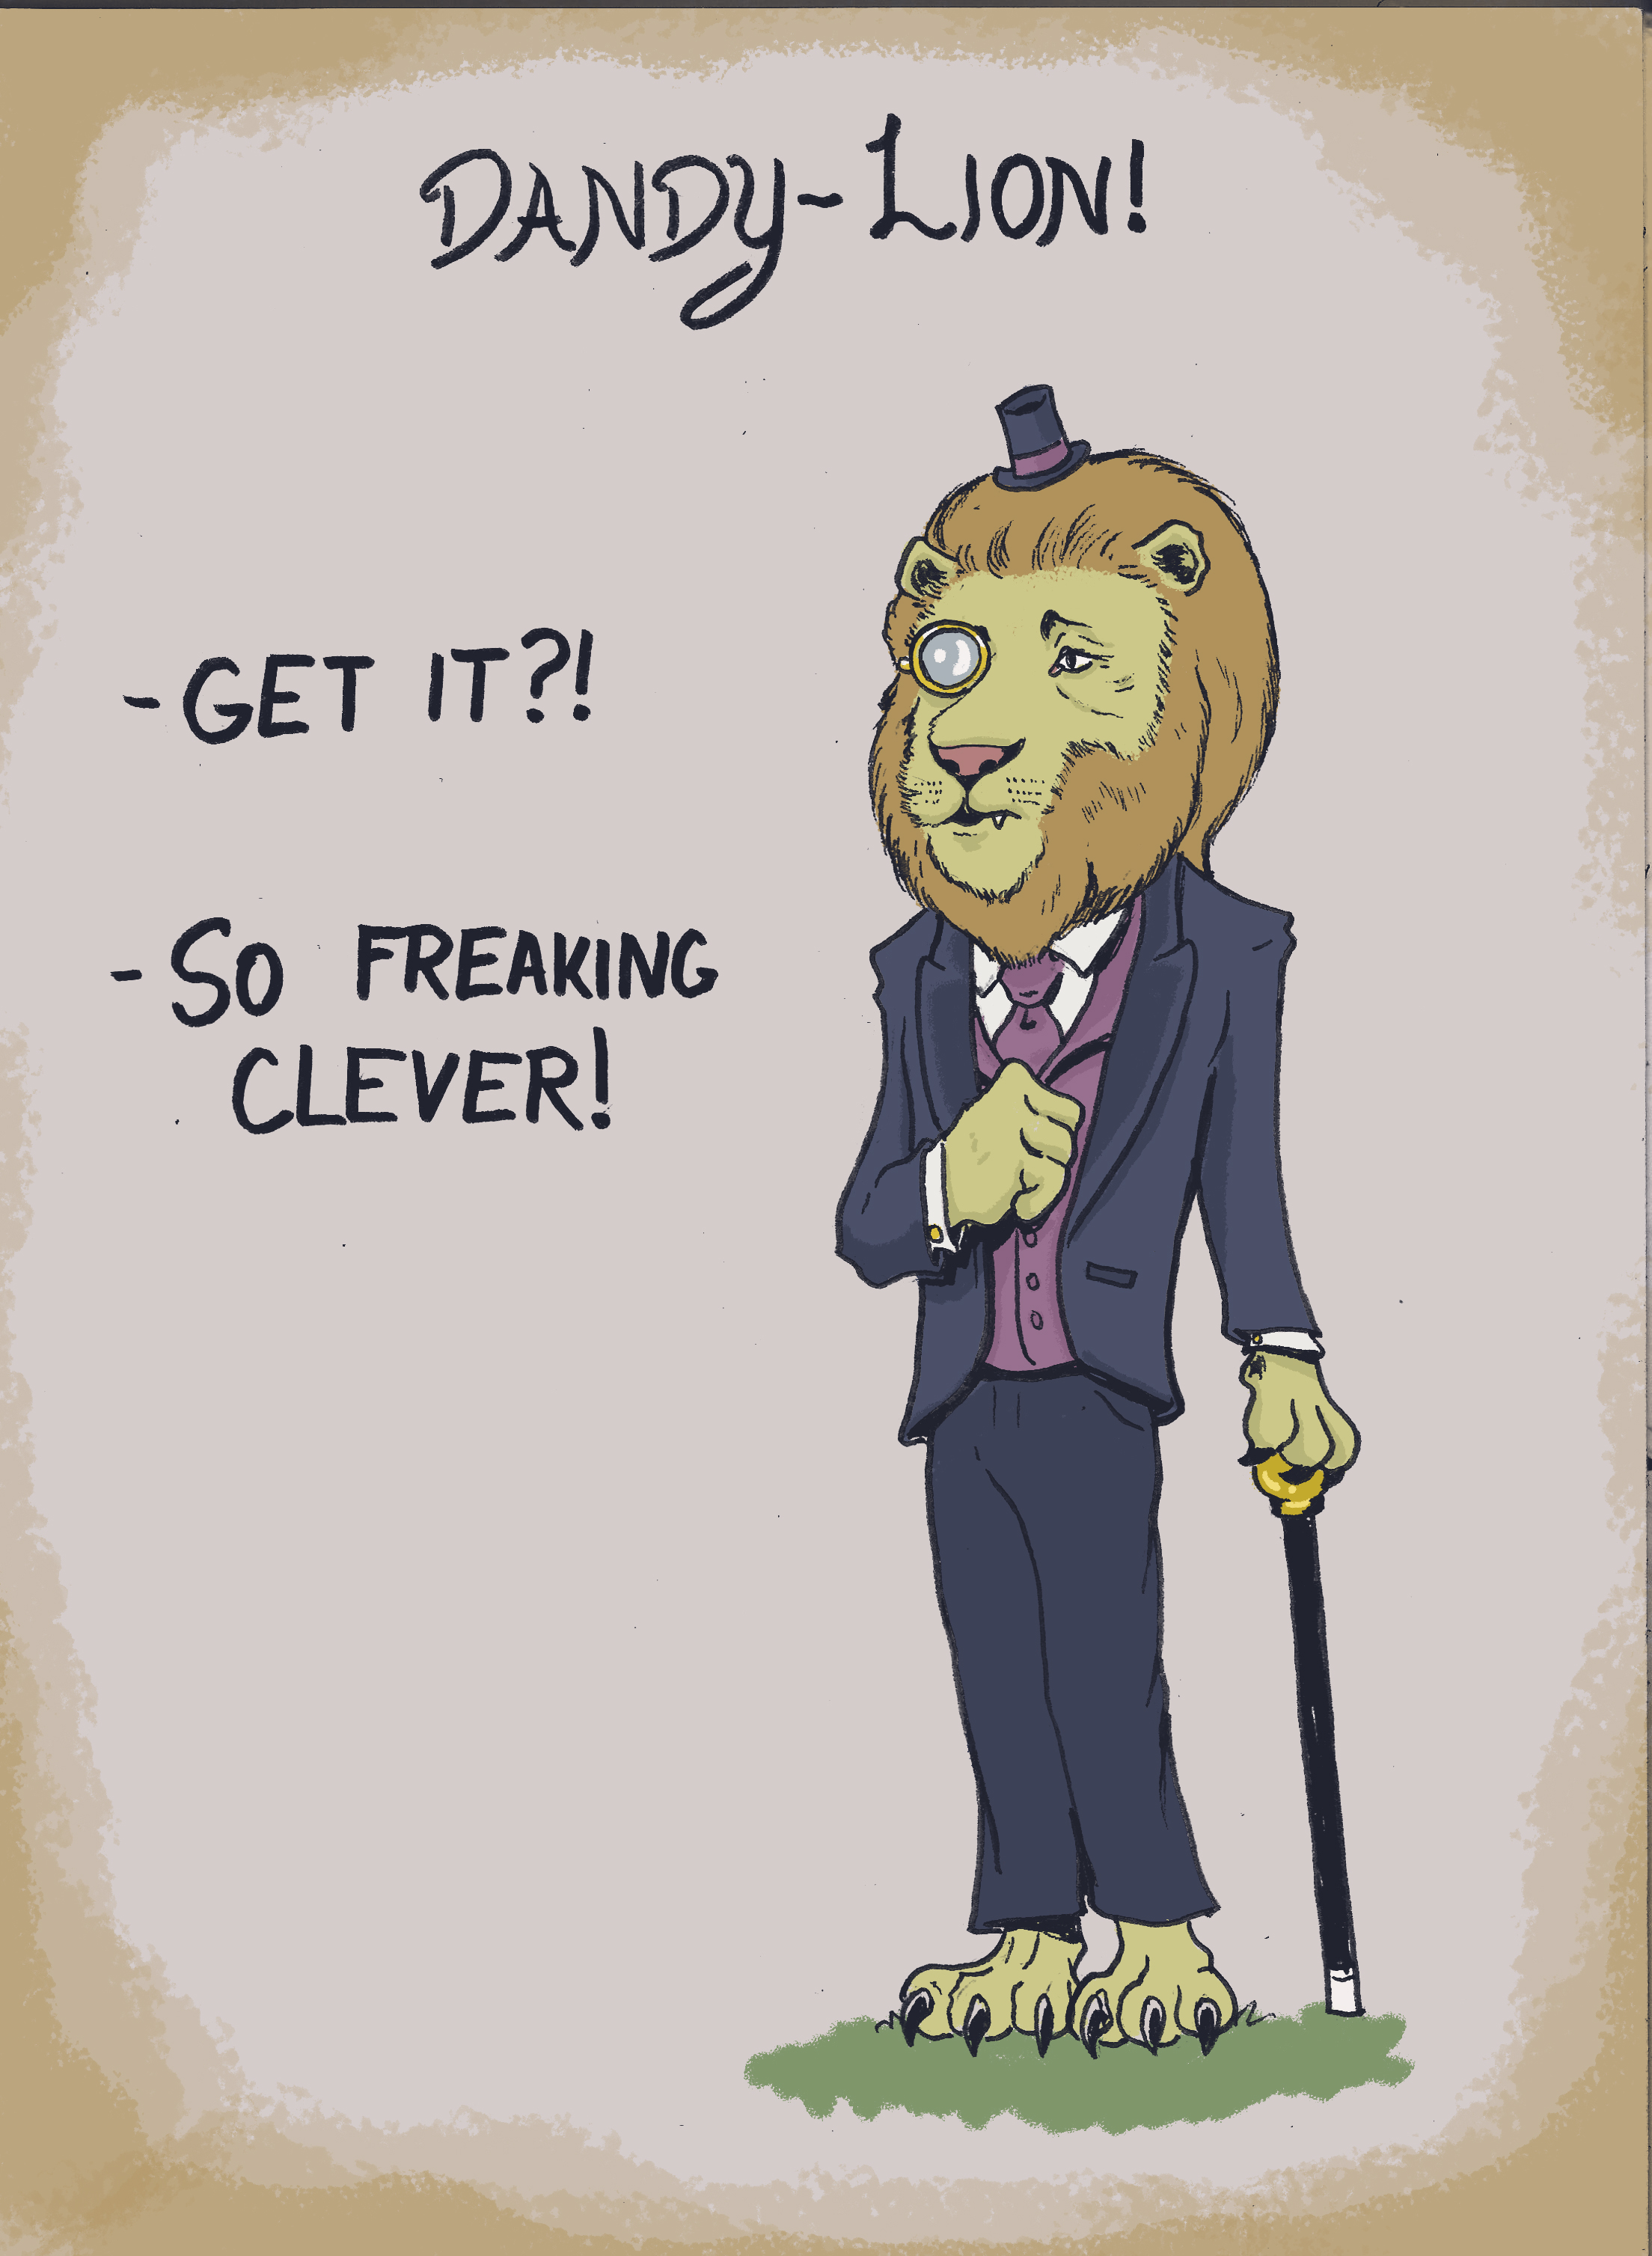 DANDY-LION!
-GET IT?!
-SO FREAKING
CLEVER!